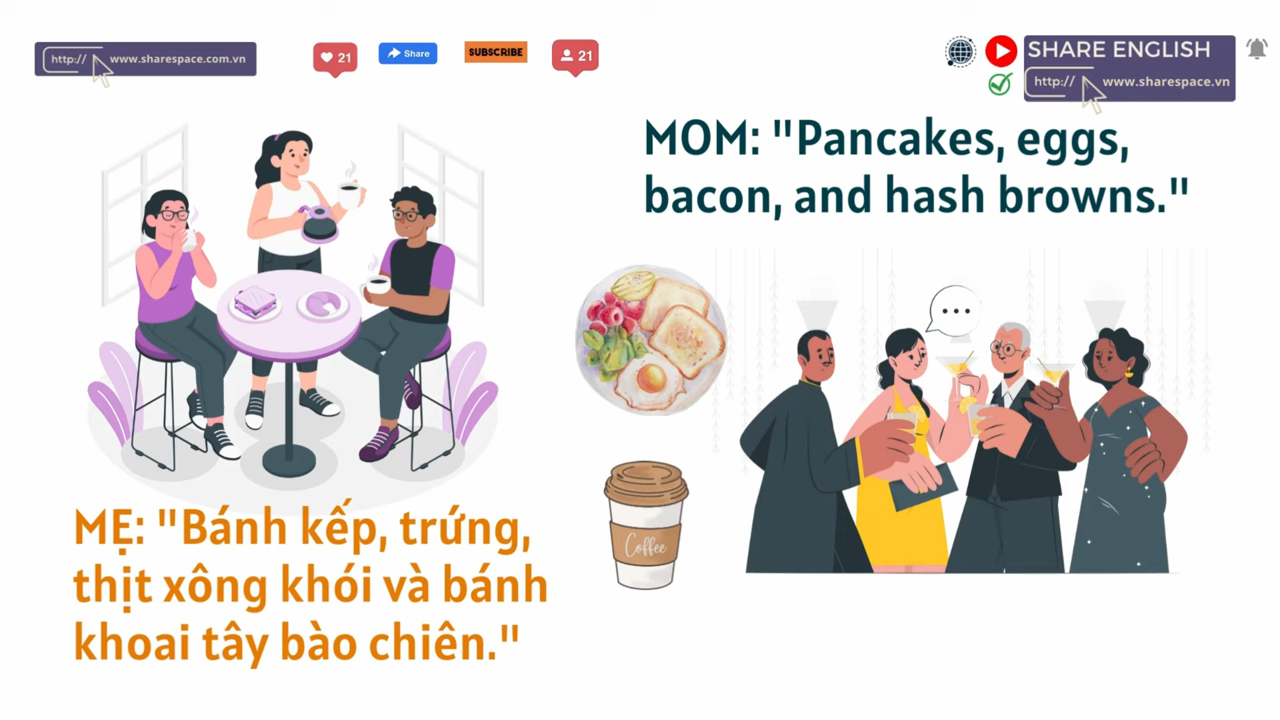 http:// www.sharespace.com.vn
21
Share
SUBSCRIBE
21
SHARE ENGLISH
http:// www.sharespace.vn
MOM: "Pancakes, eggs,
bacon, and hash browns."
Coffee
MẸ: "Bánh kếp, trứng,
thịt xông khói và bánh
khoai tây bào chiên."